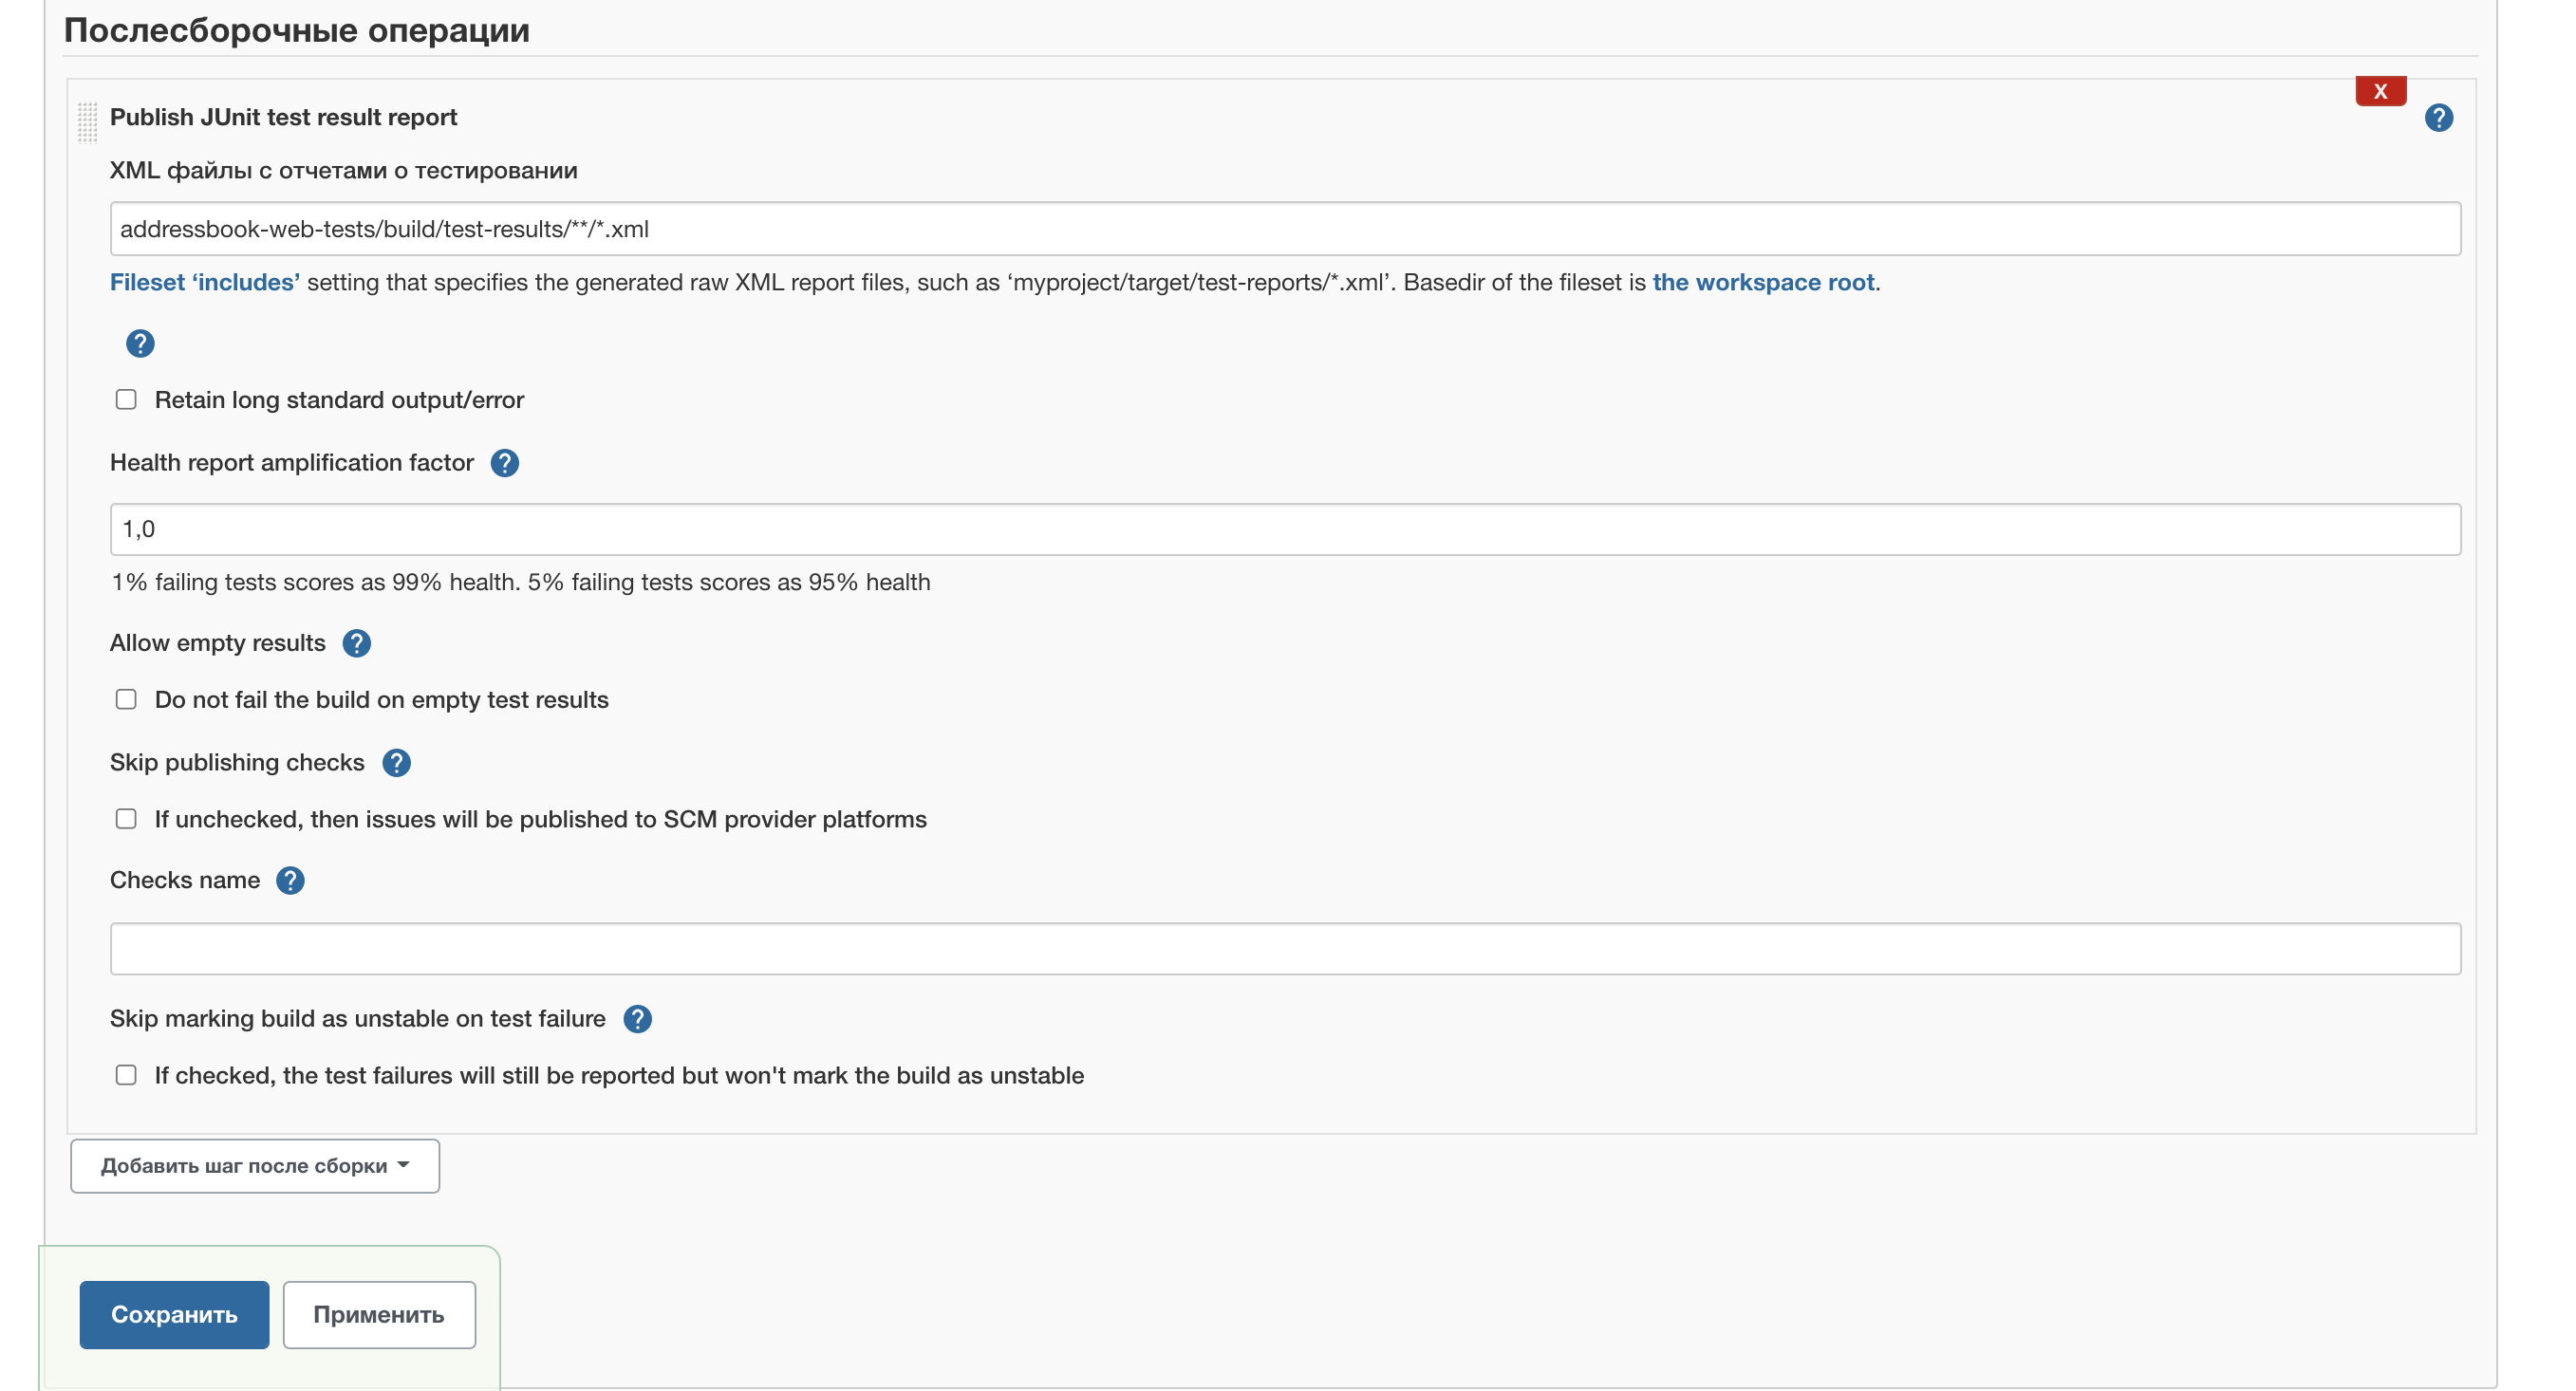 Послесборочные операции
X
Publish JUnit test result report
?
XML файлы с отчетами о тестировании
addressbook-web-tests/build/test-results/**/*.xml
Fileset ‘includes’ setting that specifies the generated raw XML report files, such as ‘myproject/target/test-reports/*.xml’. Basedir of the fileset is the workspace root.
?
Retain long standard output/error
Health report amplification factor ?
1,0
1% failing tests scores as 99% health. 5% failing tests scores as 95% health
Allow empty results ?
Do not fail the build on empty test results
Skip publishing checks ?
If unchecked, then issues will be published to SCM provider platforms
Checks name ?
Skip marking build as unstable on test failure ?
If checked, the test failures will still be reported but won't mark the build as unstable
Добавить шаг после сборки
Сохранить Применить